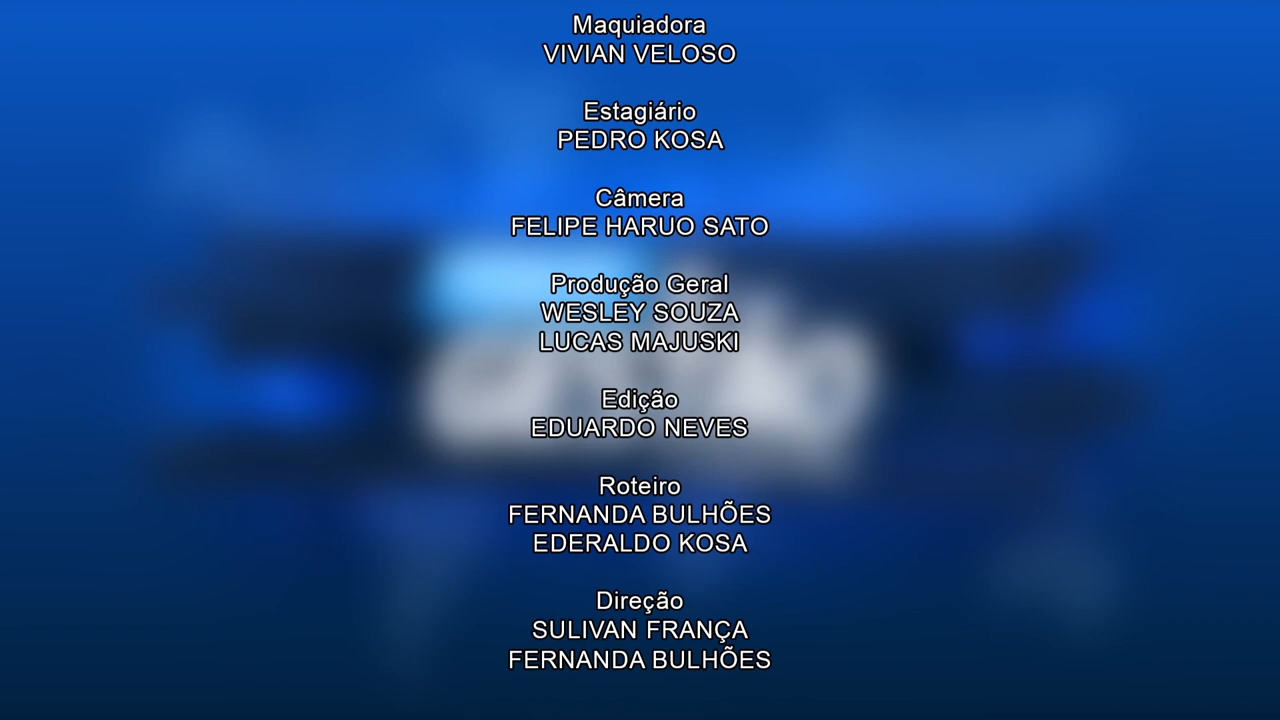 Maquiadora
VIVIAN VELOSO
Estagiário
PEDRO KOSA
Câmera
FELIPE HARUO SATO
Produção Geral
WESLEY SOUZA
LUCAS MAJUSKI
Edição
EDUARDO NEVES
Roteiro
FERNANDA BULHÕES
EDERALDO KOSA
Direção
SULIVAN FRANÇA
FERNANDA BULHÕES